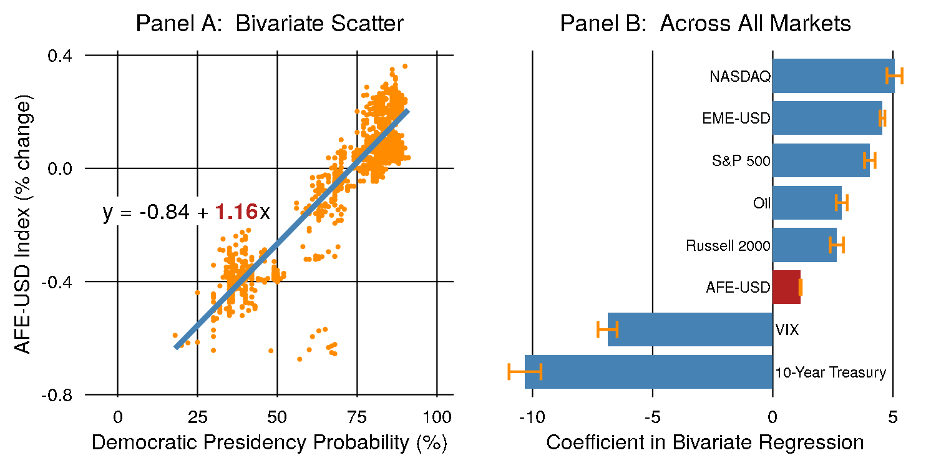 Panel A: Bivariate Scatter
0.4
0.0
-0.4
-0.8
AFE-USD Index (% change)
y = -0.84 + 1.16x
0 25 50 75 100
Democratic Presidency Probability (%)
Panel B: Across All Markets
NASDAQ
EME-USD
S&P 500
Oil
Russell 2000
AFE-USD
VIX
10-Year Treasury
-10 -5 0 5
Coefficient in Bivariate Regression